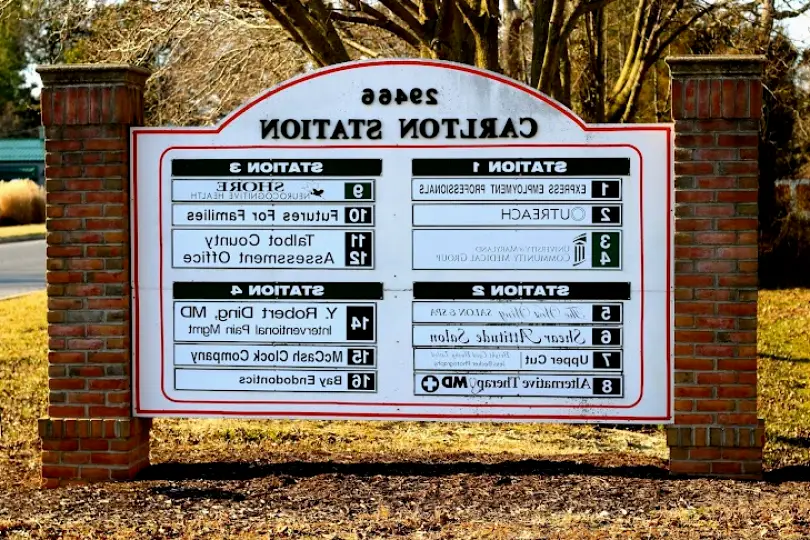 29466
CARLTON STATION
STATION 1
1 EXPRESS EMPLOYMENT PROFESSIONALS
2 OUTREACH
3
4
UNIVERSITY of MARYLAND
COMMUNITY MEDICAL GROUP
STATION 2
5 The SALON & SPA
6 Shear Attitude Salon
7 Upper Cut
Photography
8 Alternative Therapy MD
STATION 3
9 SHORE
NEUROCOGNITIVE HEALTH
10 Futures For Families
11 Talbot County
12 Assessment Office
STATION 4
14 Y. Robert Ding, MD
Interventional Pain Mgmt
15 McCash Clock Company
16 Bay Endodontics